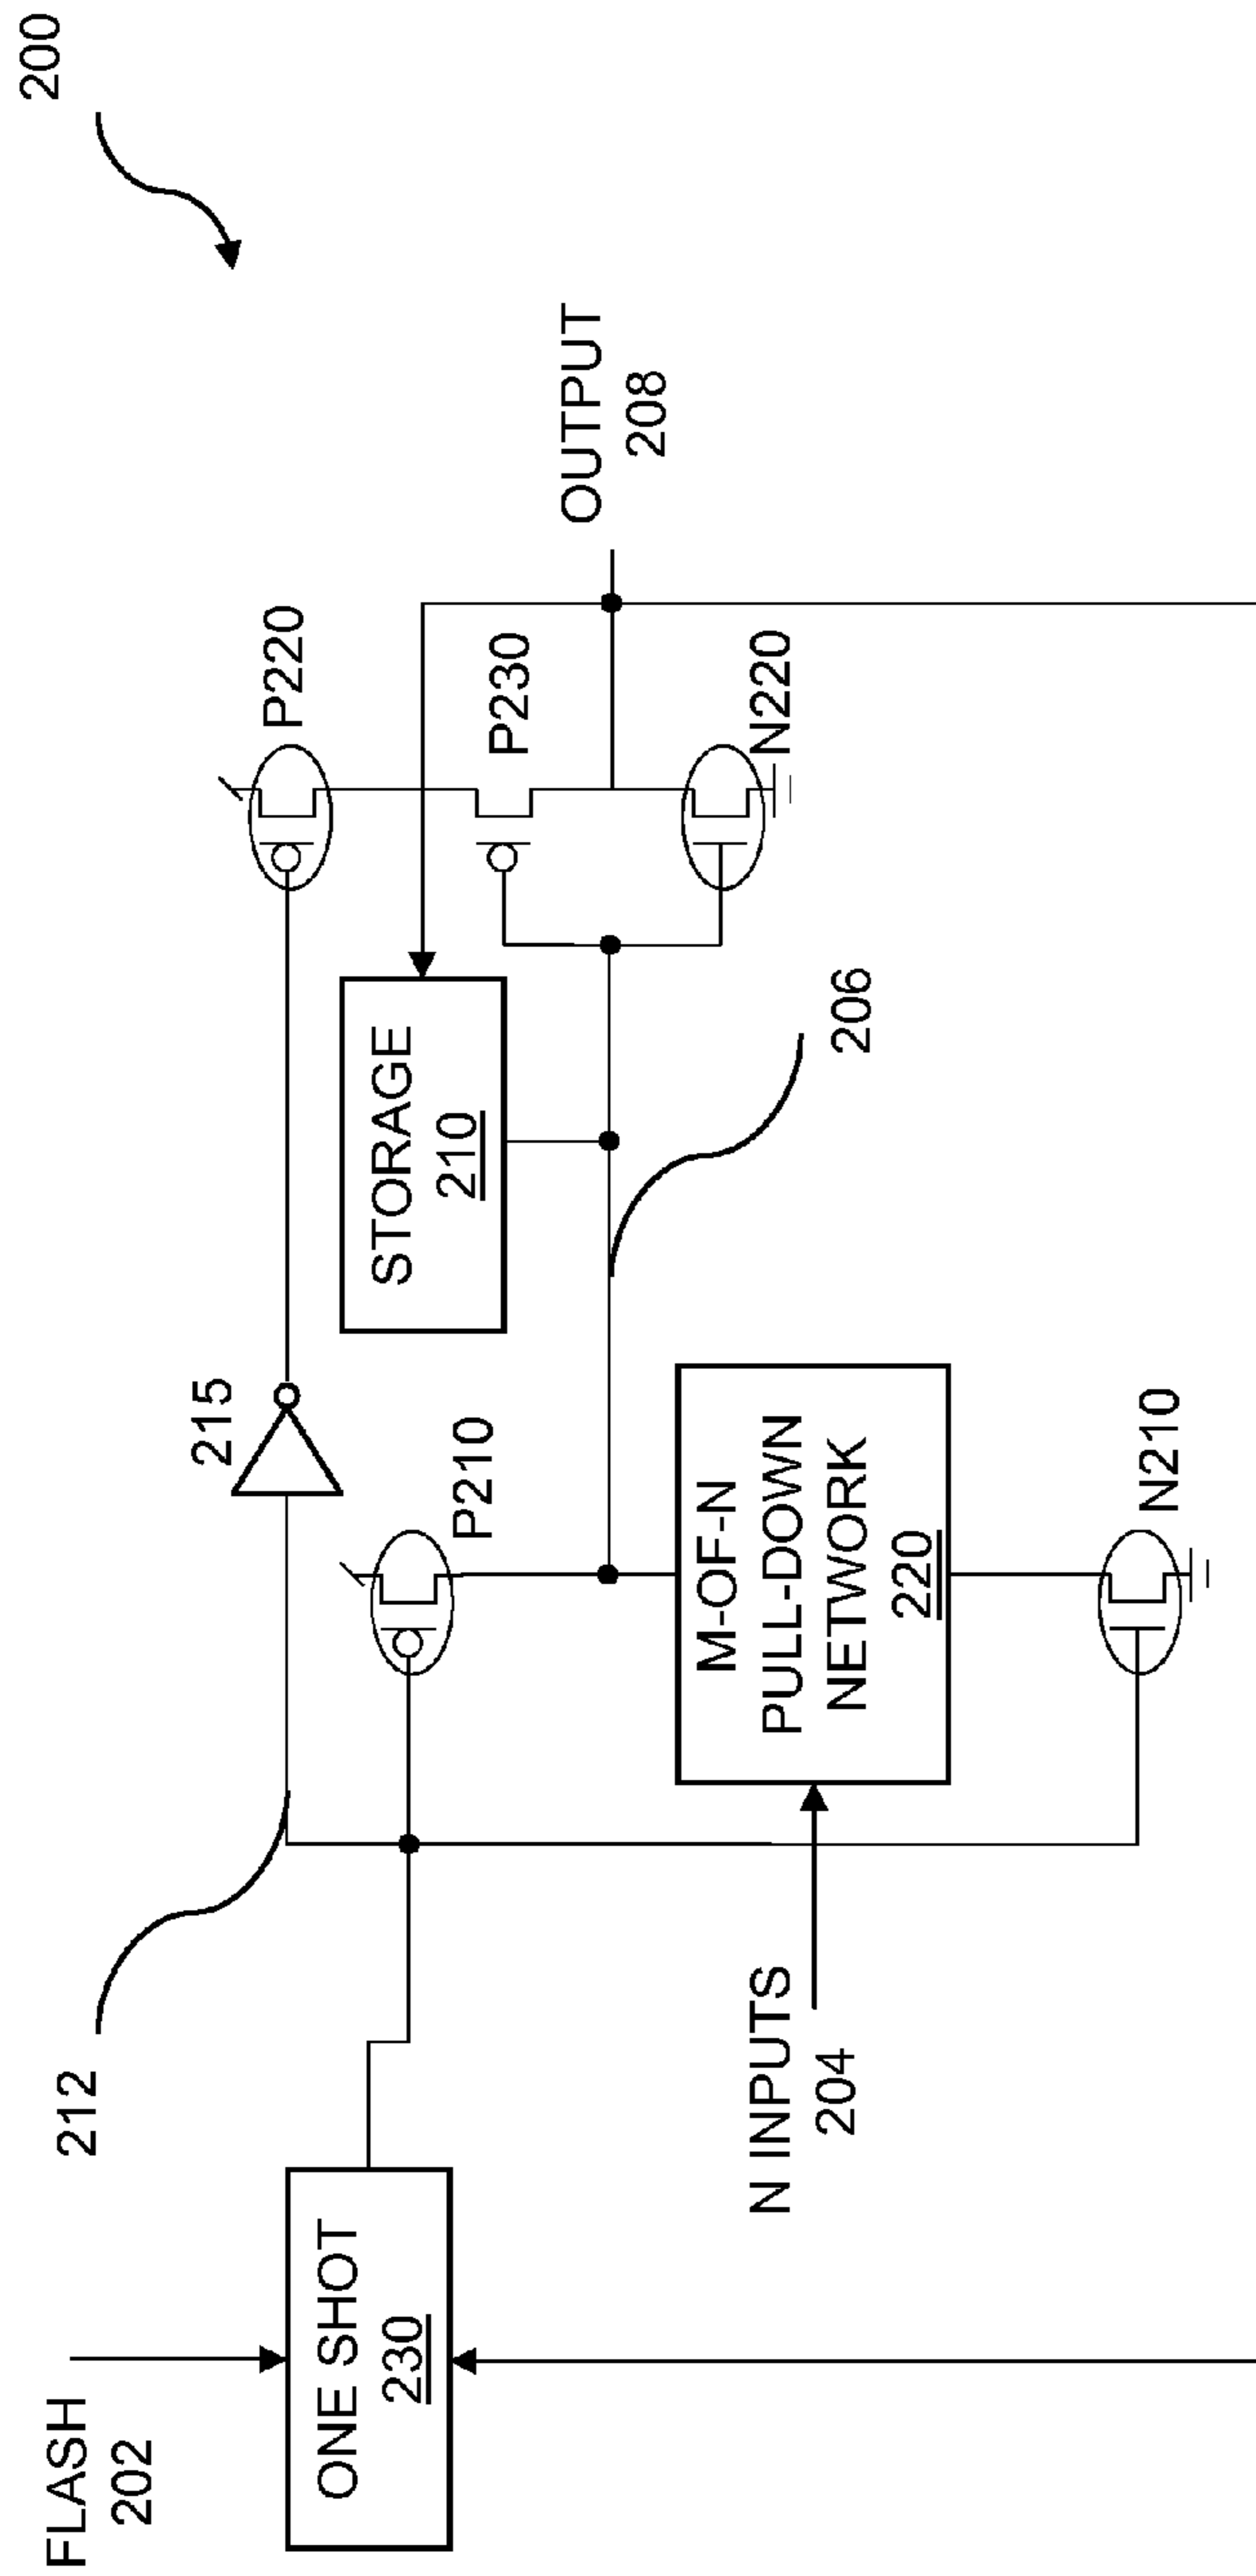 200
FLASH
202
ONE SHOT
230
212
215
P210
N INPUTS
204
M-OF-N
PULL-DOWN
NETWORK
220
N210
STORAGE
210
206
P220
P230
N220
OUTPUT
208